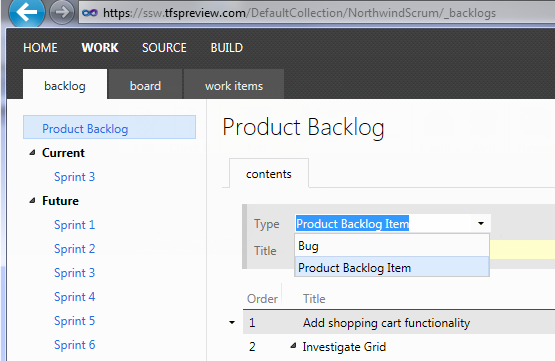 https://ssw.tfspreview.com/DefaultCollection/NorthwindScrum/_backlogs
HOME WORK SOURCE BUILD
backlog board work items
Product Backlog
Current
Sprint 3
Future
Sprint 1
Sprint 2
Sprint 3
Sprint 4
Sprint 5
Sprint 6
Product Backlog
contents
Type Product Backlog Item
Bug
Title
Product Backlog Item
Order Title
1 Add shopping cart functionality
2 Investigate Grid